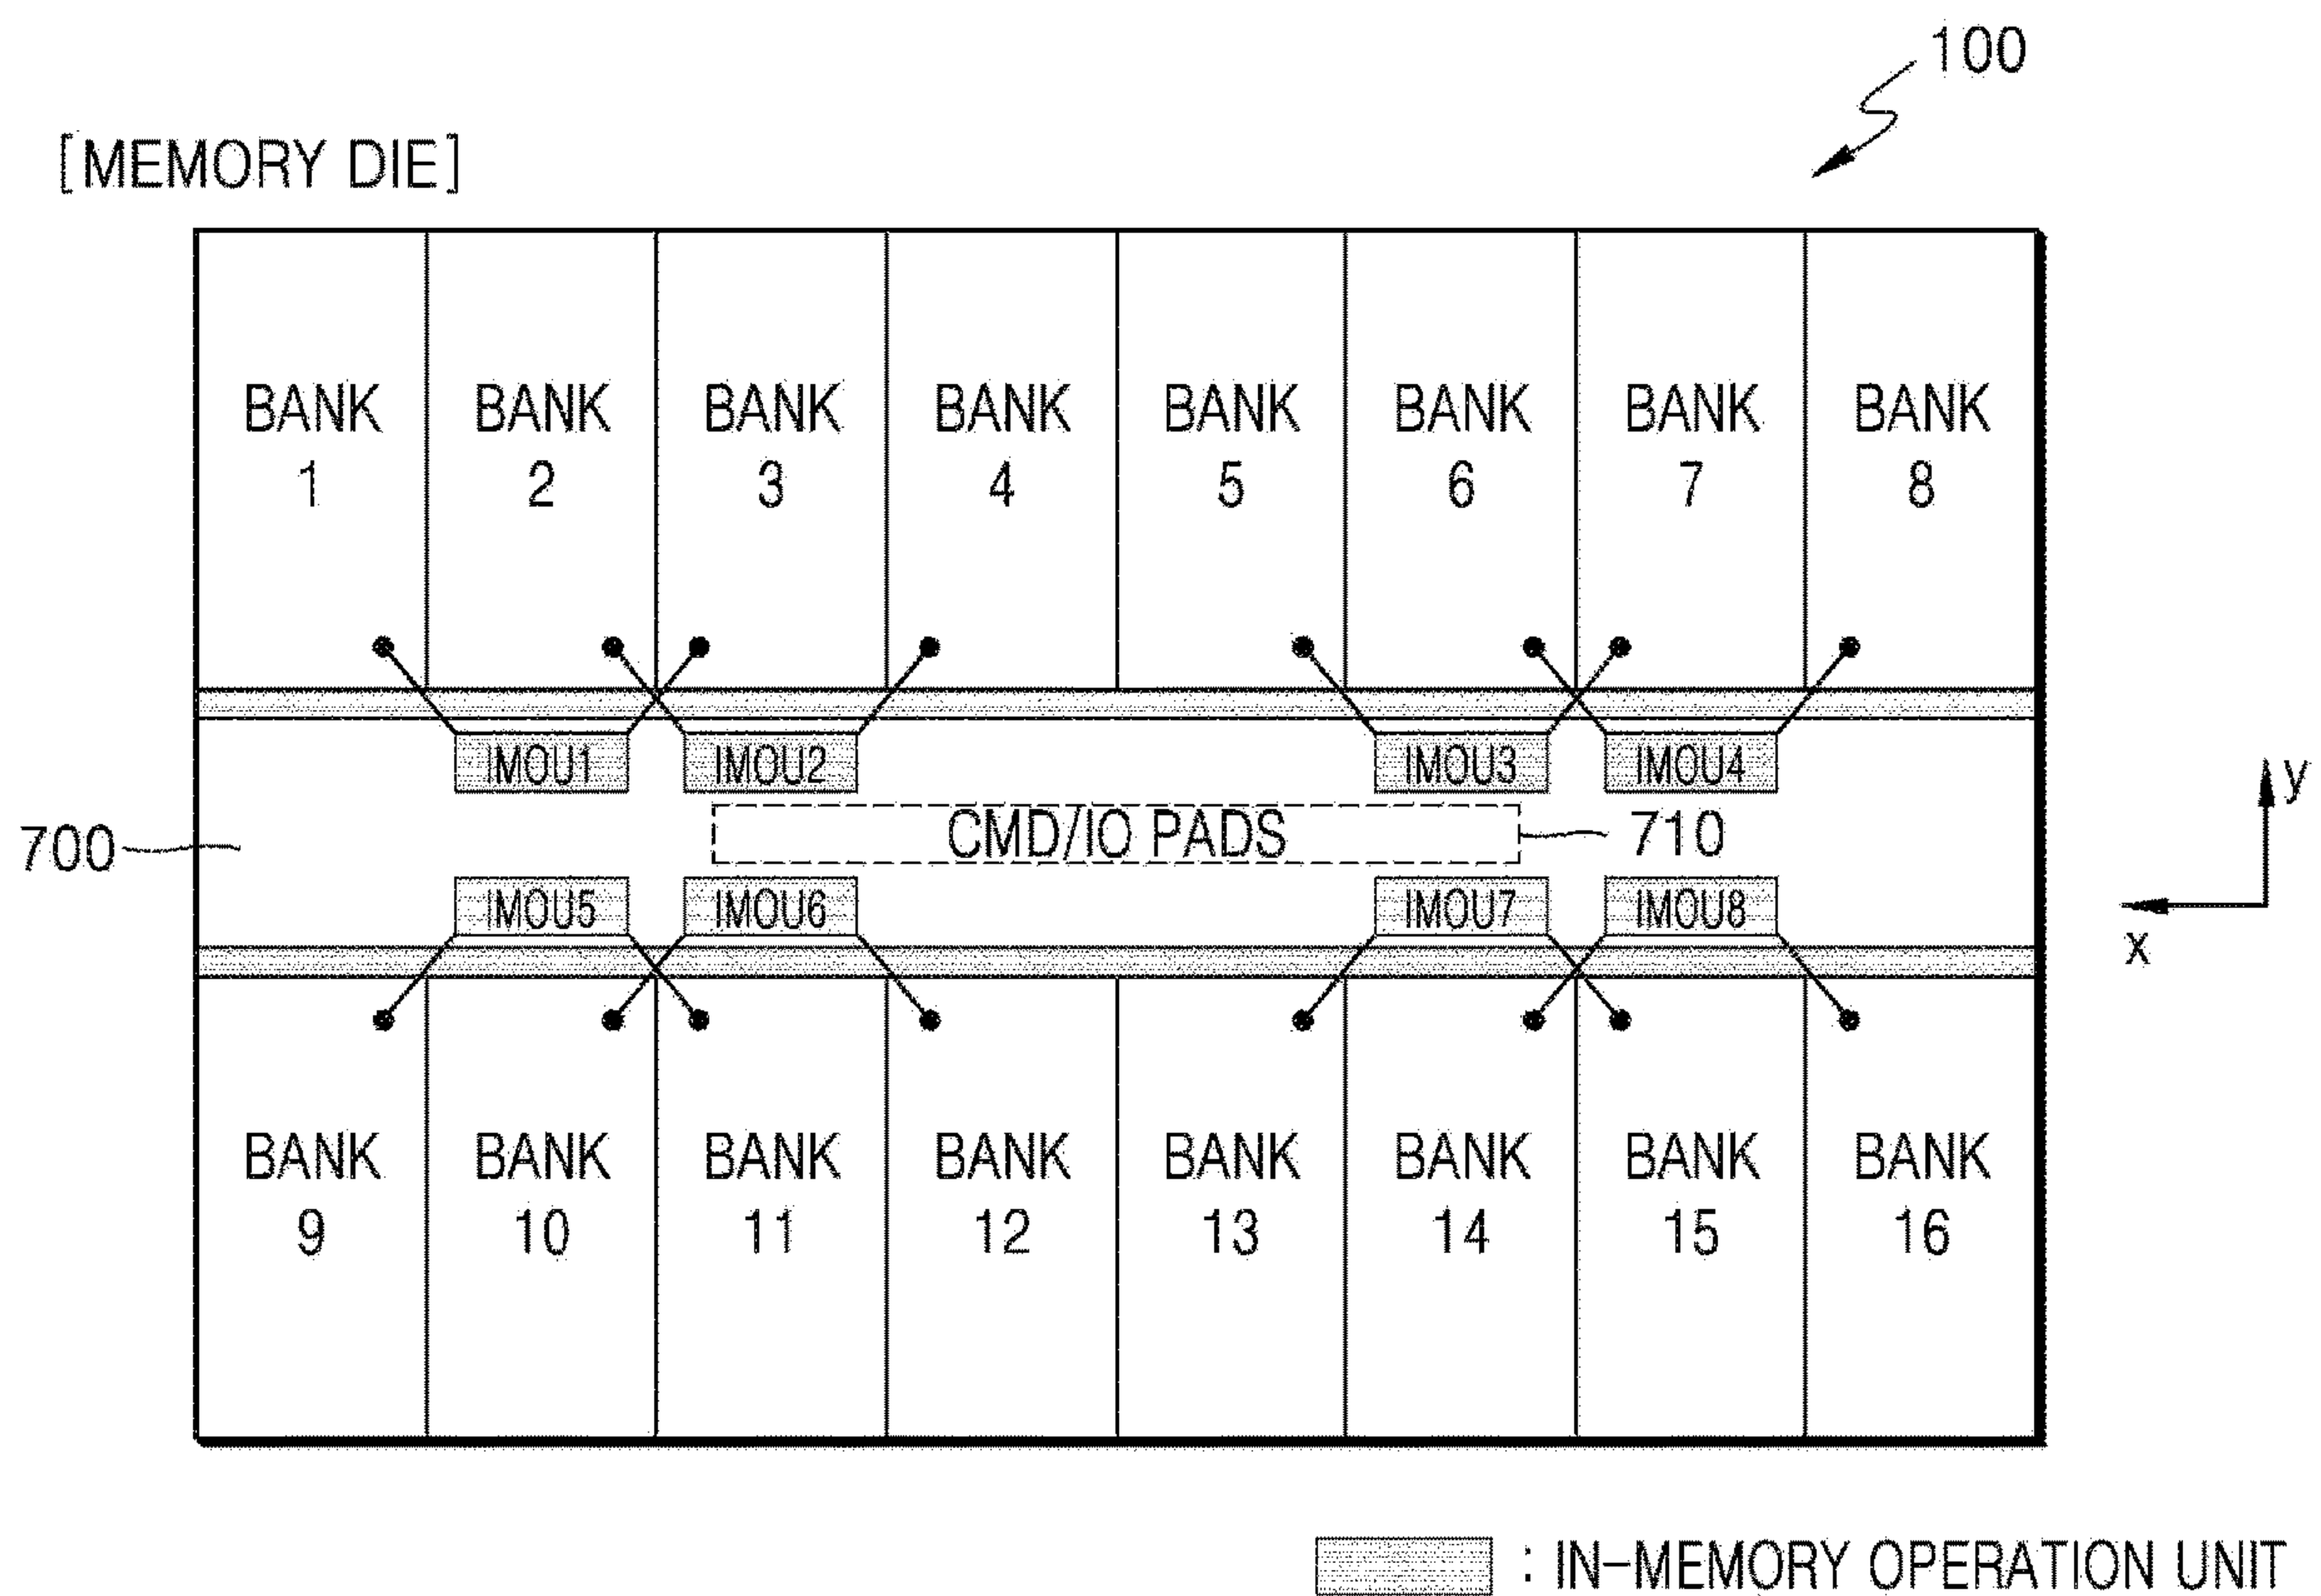 100
[MEMORY DIE]
BANK 1
BANK 2
BANK 3
BANK 4
BANK 5
BANK 6
BANK 7
BANK 8
IMOU1
IMOU2
IMOU3
IMOU4
CMD/IO PADS
710
700
y
x
IMOU5
IMOU6
IMOU7
IMOU8
BANK 9
BANK 10
BANK 11
BANK 12
BANK 13
BANK 14
BANK 15
BANK 16
: IN-MEMORY OPERATION UNIT